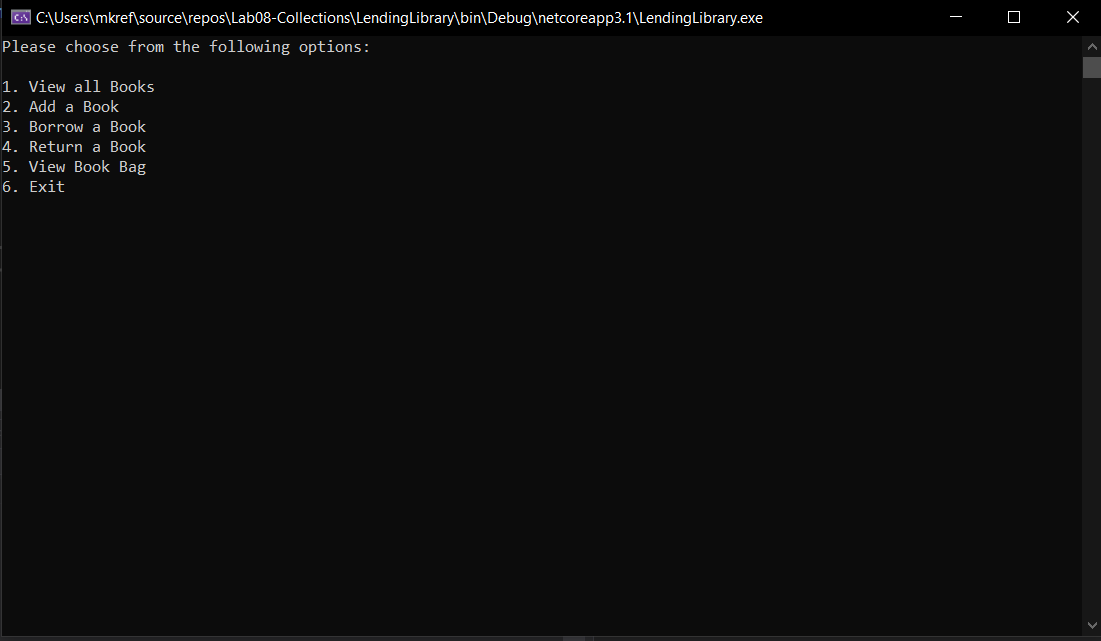 C:\Users\mkref\source\repos\Lab08-Collections\LendingLibrary\bin\Debug\netcoreapp3.1\LendingLibrary.exe
Please choose from the following options:
1. View all Books
2. Add a Book
3. Borrow a Book
4. Return a Book
5. View Book Bag
6. Exit